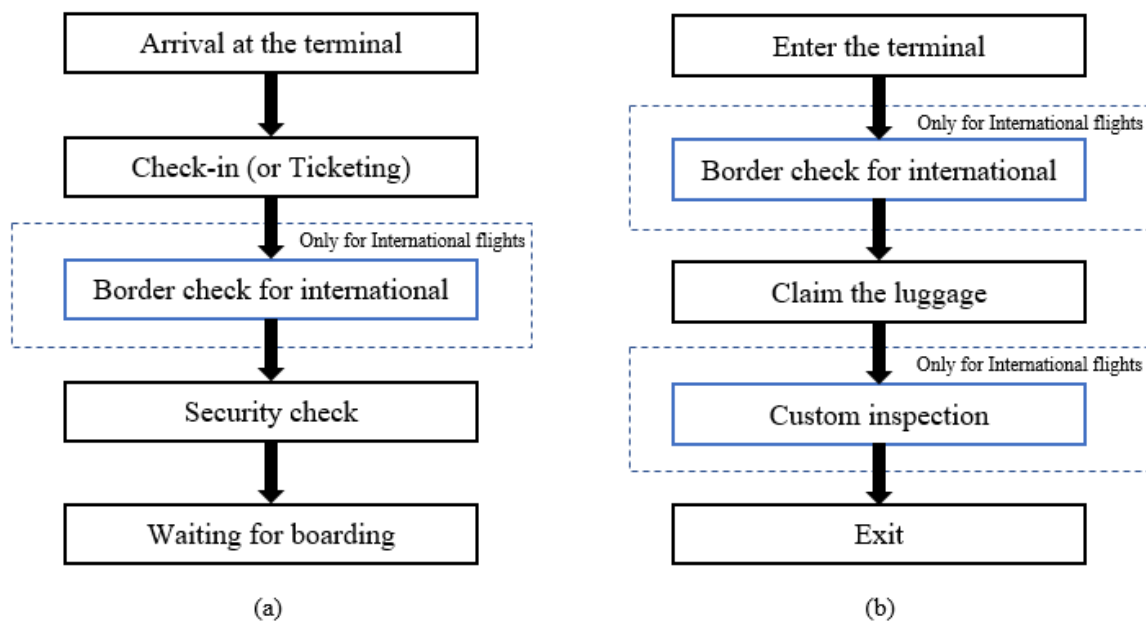 Arrival at the terminal
Check-in (or Ticketing)
Only for International flights
Border check for international
Security check
Waiting for boarding
(a)
Enter the terminal
Only for International flights
Border check for international
Claim the luggage
Only for International flights
Custom inspection
Exit
(b)